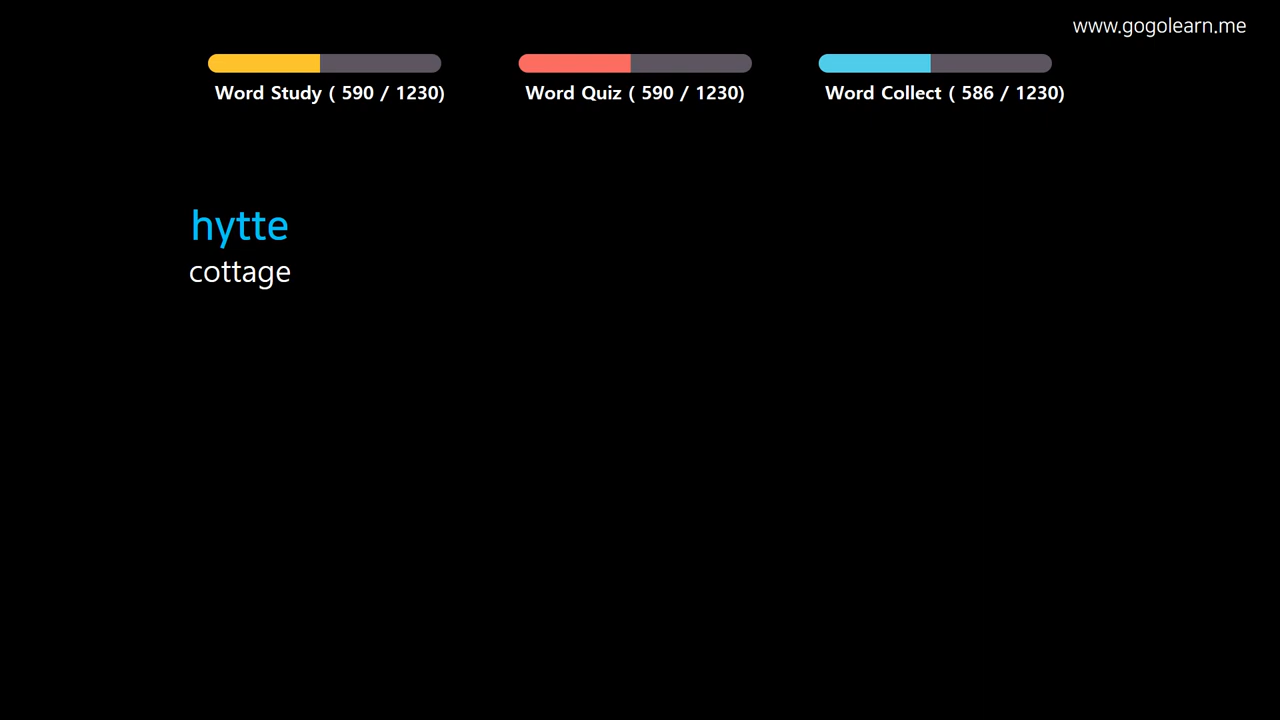 www.gogolearn.me
Word Study ( 590 / 1230)
Word Quiz ( 590 / 1230)
Word Collect ( 586 / 1230)
hytte
cottage